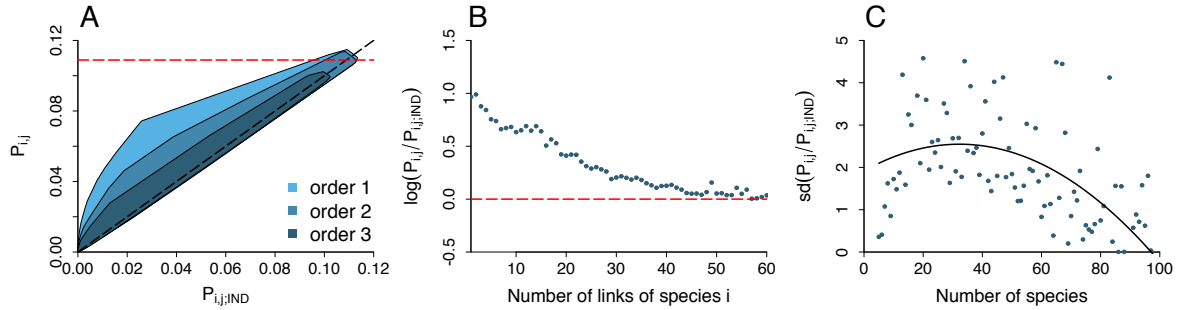 A
P_{i,j}
0.00 0.04 0.08 0.12
order 1
order 2
order 3
0.00 0.02 0.04 0.06 0.08 0.10 0.12
P_{i,j;IND}
B
log(P_{i,j}/P_{i,j;IND})
-0.5 0.0 0.5 1.0 1.5
10 20 30 40 50 60
Number of links of species i
C
sd(P_{i,j}/P_{i,j;IND})
0 1 2 3 4 5
0 20 40 60 80 100
Number of species